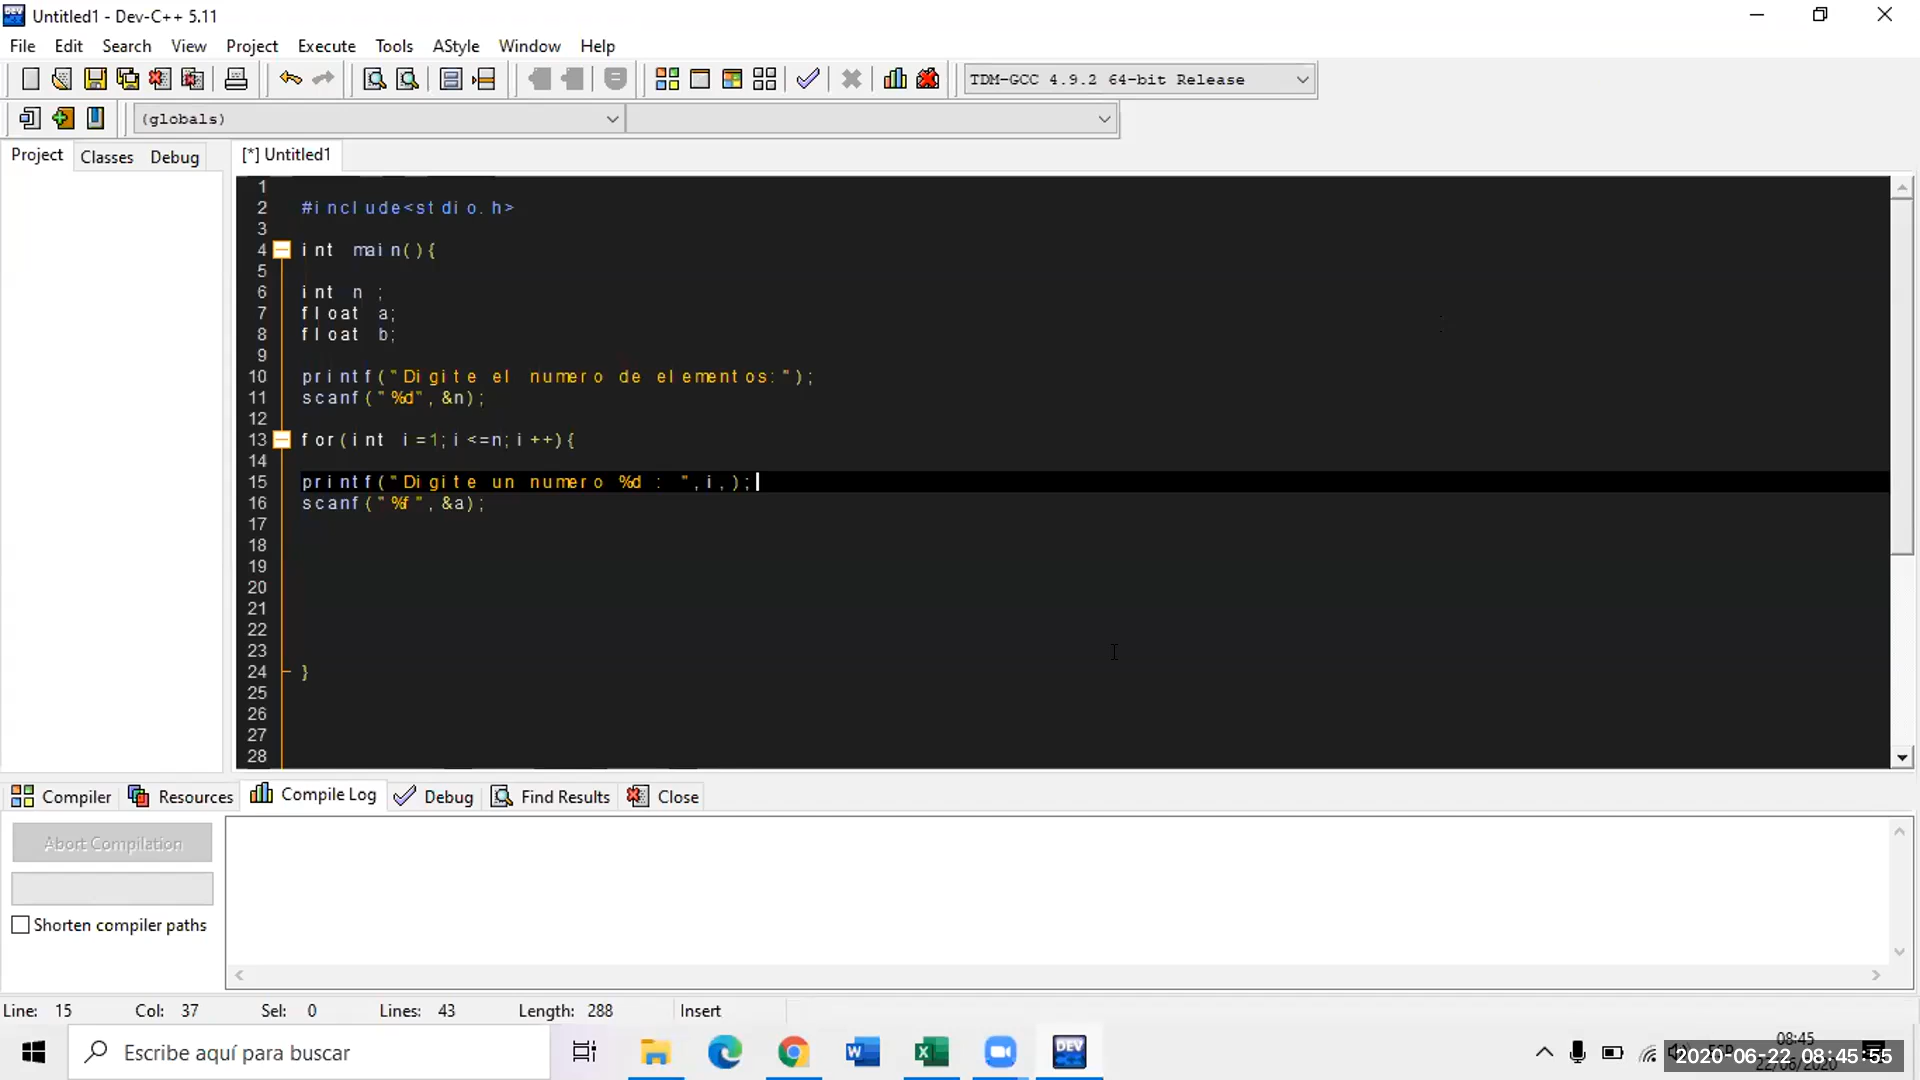 Untitled1 - Dev-C++ 5.11
File Edit Search View Project Execute Tools AStyle Window Help
TDM-GCC 4.9.2 64-bit Release
(globals)
Project Classes Debug [*] Untitled1
1
2 #include<stdio.h>
3
4 int main(){
5
6 int n ;
7 float a;
8 float b;
9
10 printf("Digite el numero de elementos:");
11 scanf("%d",&n);
12
13 for(int i=1;i<=n;i++){
14
15 printf("Digite un numero %d : ",i,);
16 scanf("%f",&a);
17
18
19
20
21
22
23
24 }
25
26
27
28
Compiler Resources Compile Log Debug Find Results Close
Abort Compilation
Shorten compiler paths
Line: 15 Col: 37 Sel: 0 Lines: 43 Length: 288 Insert
DEV
Escribe aquí para buscar
08:45
2020-06-22 08:45:55